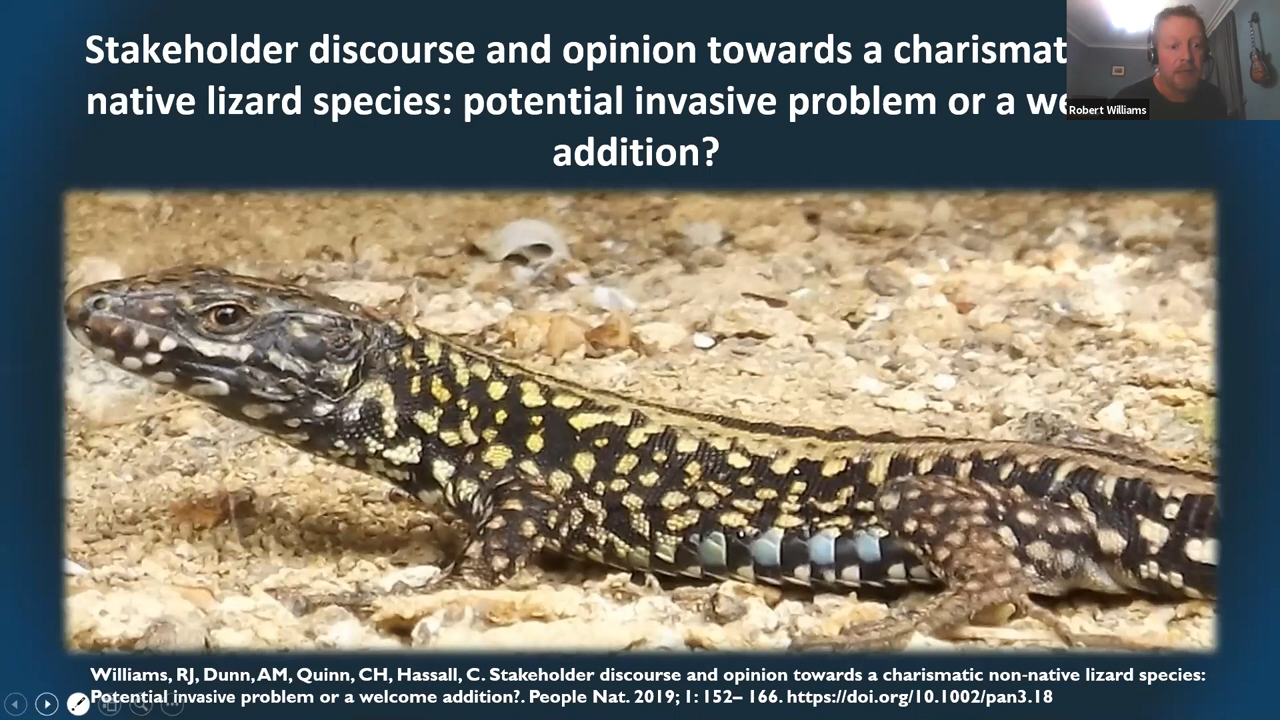 Stakeholder discourse and opinion towards a charismat
native lizard species: potential invasive problem or a we
addition?
Robert Williams
Williams, RJ, Dunn, AM, Quinn, CH, Hassall, C. Stakeholder discourse and opinion towards a charismatic non-native lizard species:
Potential invasive problem or a welcome addition?. People Nat. 2019; 1: 152– 166. https://doi.org/10.1002/pan3.18